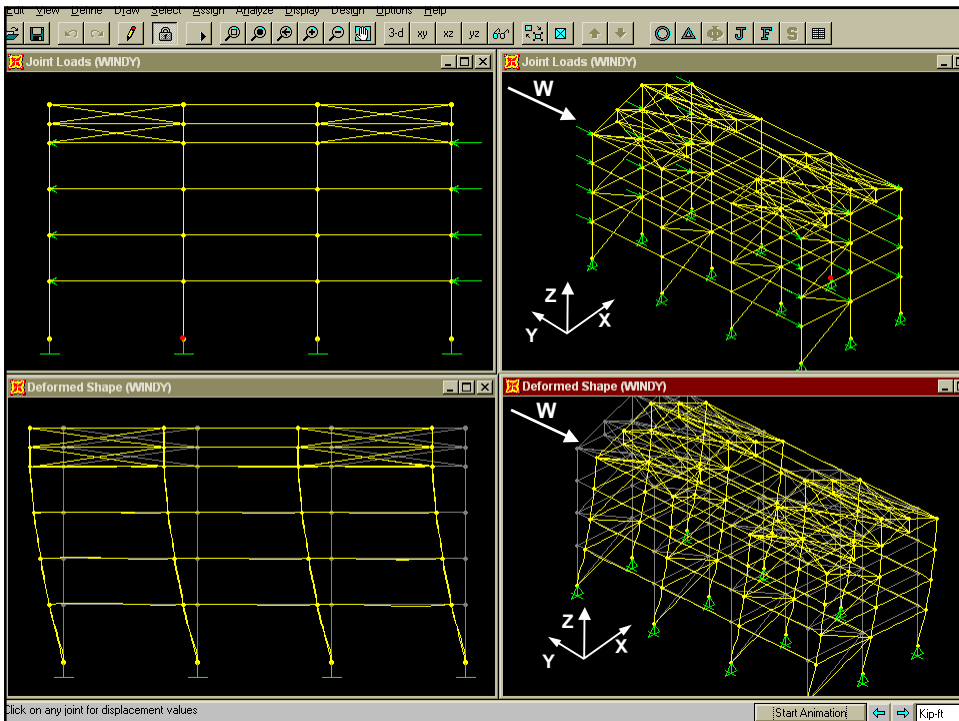 Edit View Define Draw Select Assign Analyze Display Design Options Help
3-d xy xz yz J F S
Joint Loads (WINDY)
Joint Loads (WINDY)
W
Z
Y
X
Deformed Shape (WINDY)
Deformed Shape (WINDY)
W
Z
Y
X
Click on any joint for displacement values
Start Animation
Kip-ft